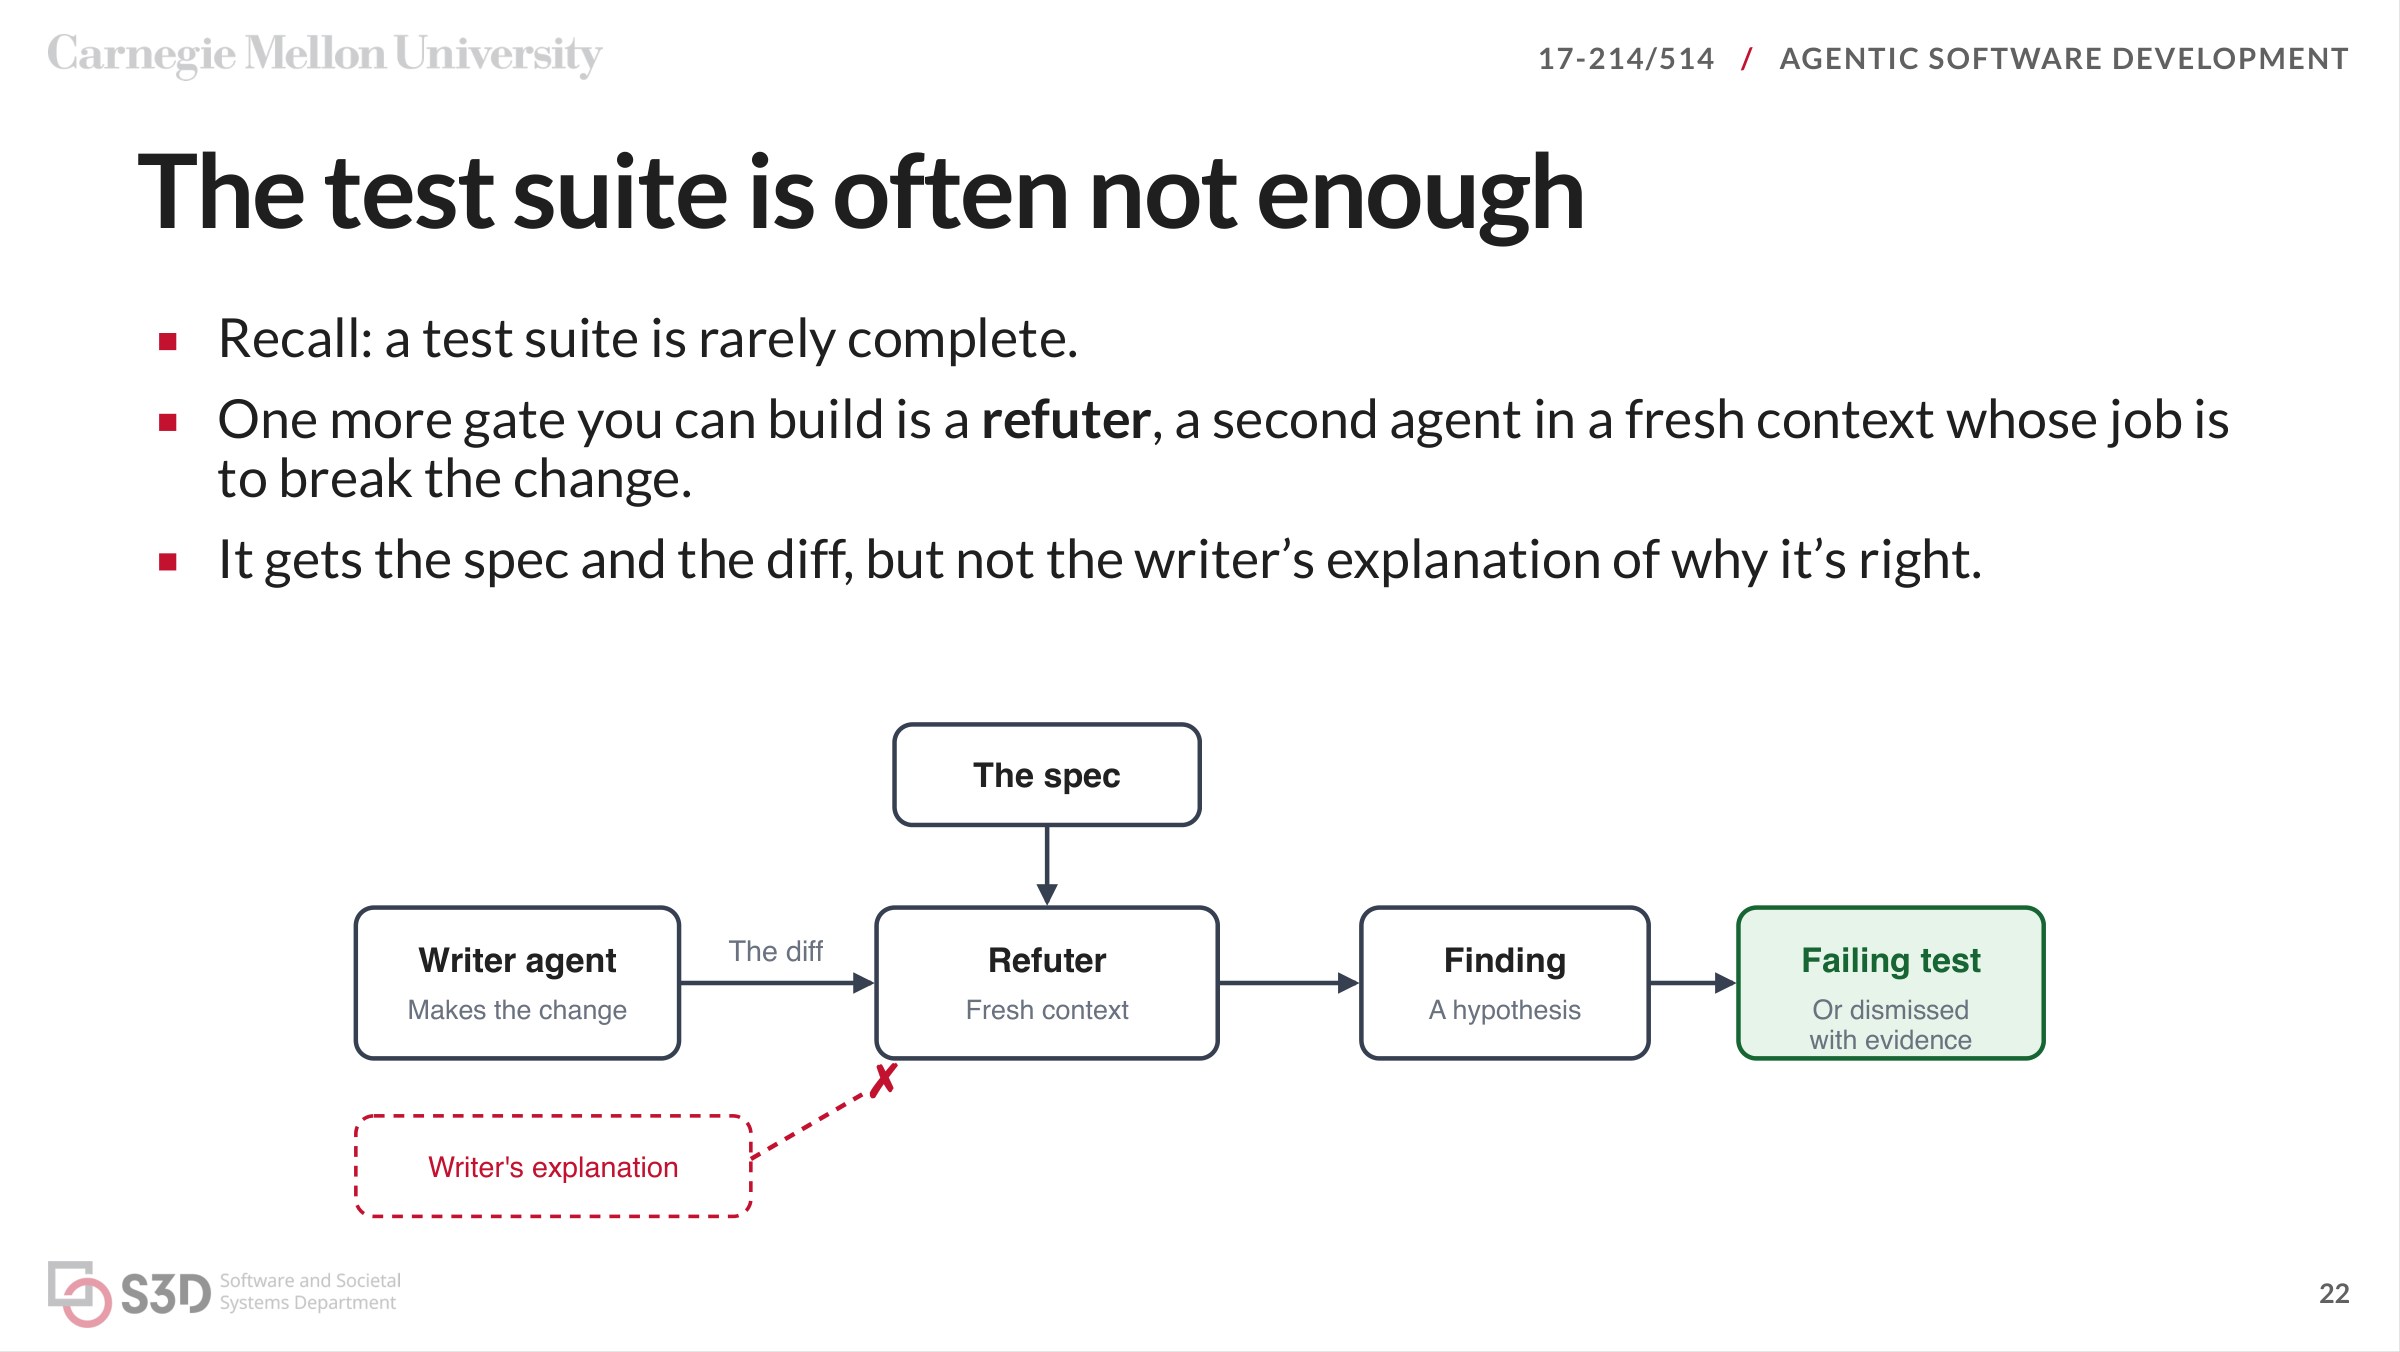 Carnegie Mellon University
17-214/514 / AGENTIC SOFTWARE DEVELOPMENT
The test suite is often not enough
Recall: a test suite is rarely complete.
One more gate you can build is a refuter, a second agent in a fresh context whose job is
to break the change.
It gets the spec and the diff, but not the writer’s explanation of why it’s right.
The spec
Writer agent
Makes the change
The diff
Refuter
Fresh context
Finding
A hypothesis
Failing test
Or dismissed
with evidence
✗
Writer's explanation
S3D Software and Societal
Systems Department
22